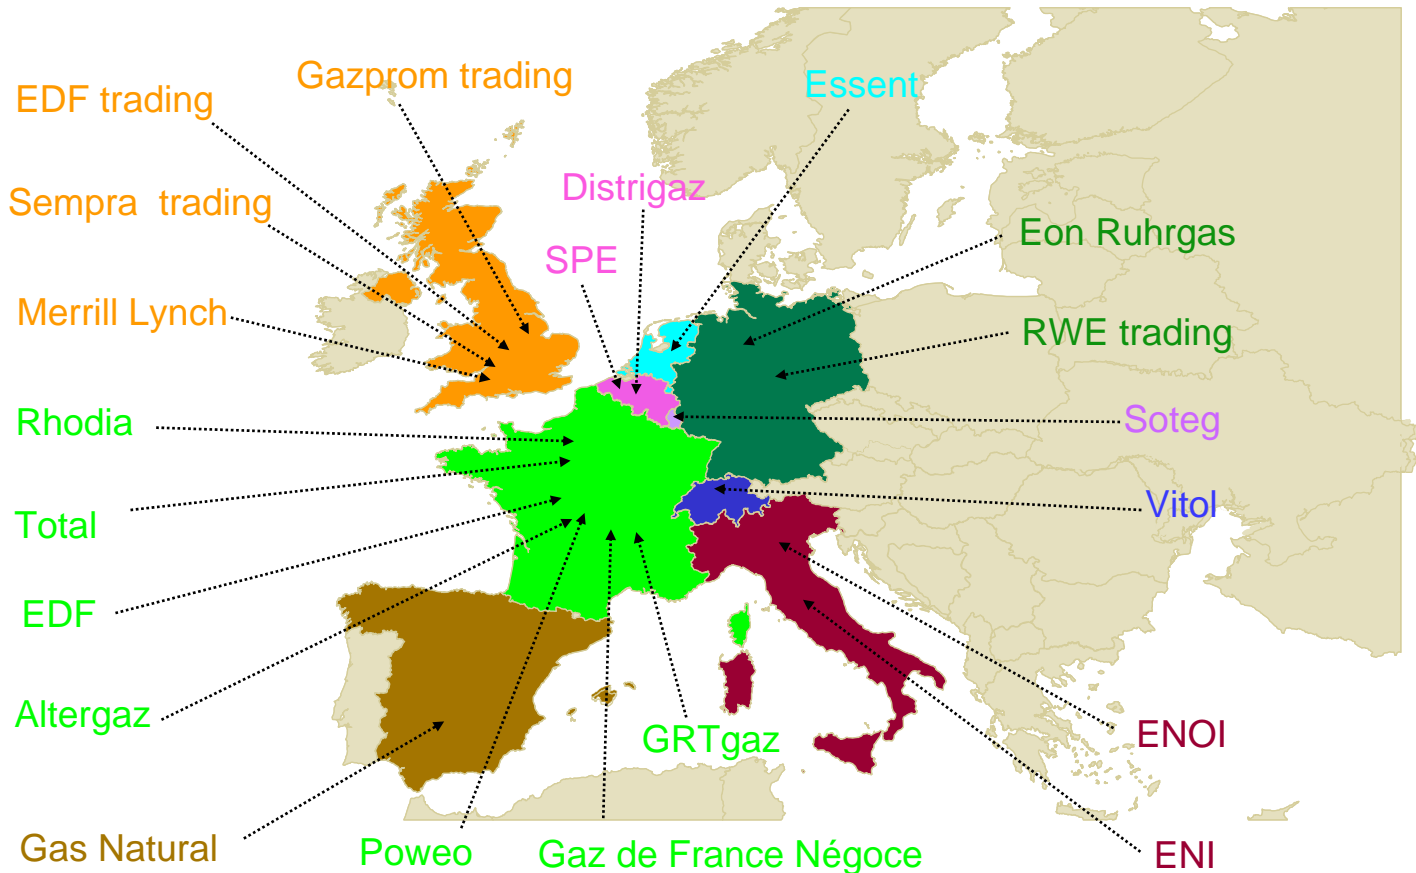 Gazprom trading
Essent
EDF trading
Distrigaz
Sempra trading
Eon Ruhrgas
SPE
Merrill Lynch
RWE trading
Rhodia
Soteg
Vitol
Total
EDF
Altergaz
GRTgaz
ENOI
Gas Natural
Poweo
Gaz de France Négoce
ENI